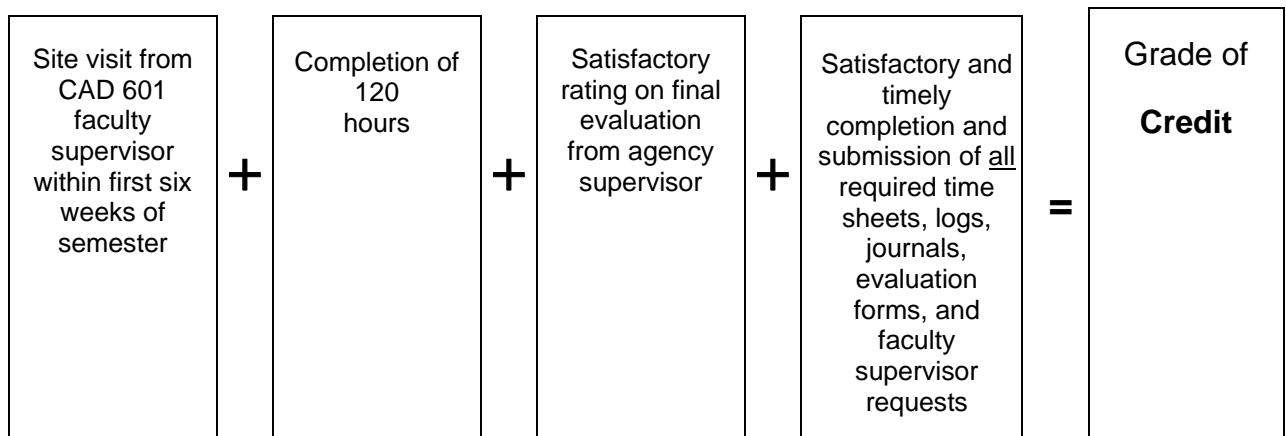 Site visit from
CAD 601
faculty
supervisor
within first six
weeks of
semester
+
Completion of
120
hours
+
Satisfactory
rating on final
evaluation
from agency
supervisor
+
Satisfactory and
timely
completion and
submission of all
required time
sheets, logs,
journals,
evaluation
forms, and
faculty
supervisor
requests
=
Grade of
Credit